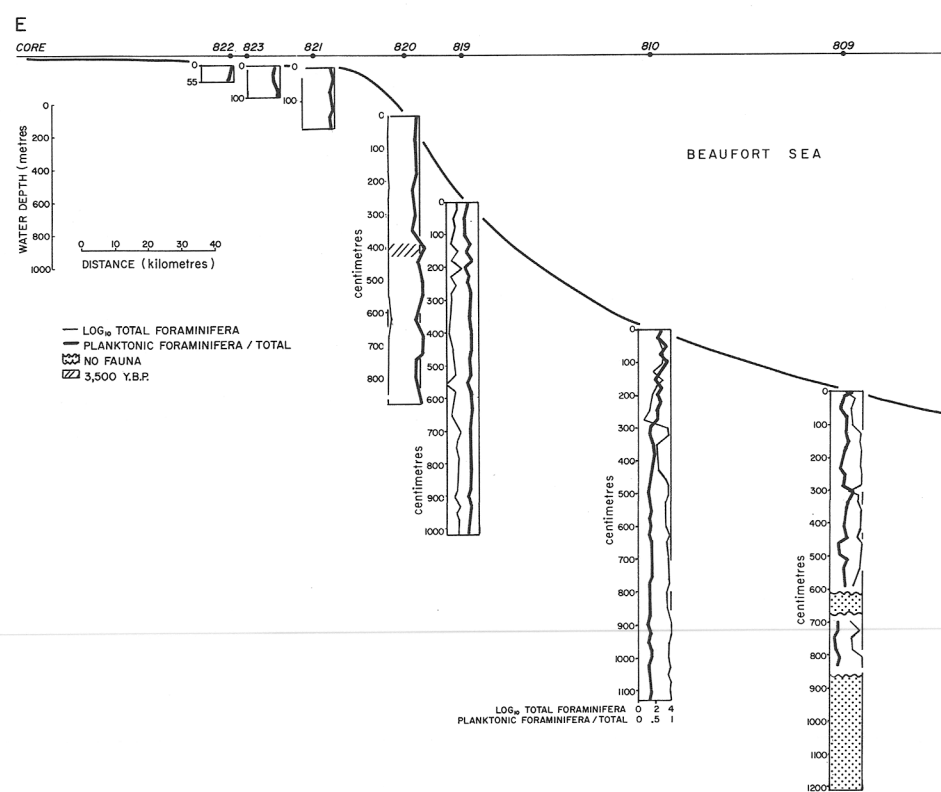 E
CORE 822 823 821 820 819 810 809
0 0 0
55 100 100
WATER DEPTH (metres)
0
200
400
600
800
1000
BEAUFORT SEA
0 10 20 30 40
DISTANCE (kilometres)
LOG₁₀ TOTAL FORAMINIFERA
PLANKTONIC FORAMINIFERA / TOTAL
NO FAUNA
3,500 Y.B.P.
centimetres
0
100
200
300
400
500
600
700
800
centimetres
centimetres
0
100
200
300
400
500
600
700
800
900
1000
centimetres
0
100
200
300
400
500
600
700
800
900
1000
1100
LOG₁₀ TOTAL FORAMINIFERA 0 2 4
PLANKTONIC FORAMINIFERA / TOTAL 0 .5 1
centimetres
0
100
200
300
400
500
600
700
800
900
1000
1100
1200